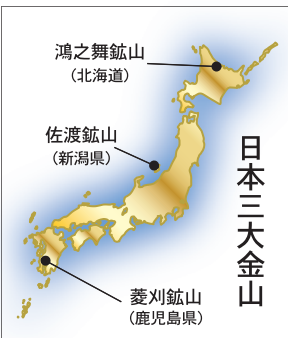 日本三大金山
鴻之舞鉱山
（北海道）
佐渡鉱山
（新潟県）
菱刈鉱山
（鹿児島県）